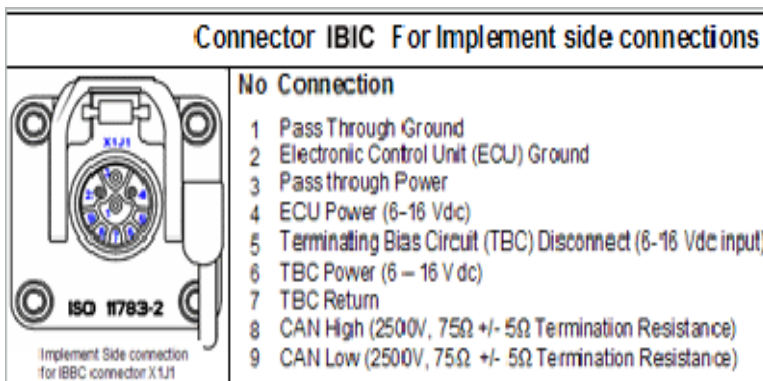 Connector IBIC For Implement side connections
No Connection
X1J1
1 Pass Through Ground
2 Electronic Control Unit (ECU) Ground
3 Pass through Power
4 ECU Power (6-16 Vdc)
5 Terminating Bias Circuit (TBC) Disconnect (6-16 Vdc input)
6 TBC Power (6 – 16 Vdc)
7 TBC Return
8 CAN High (2500V, 75Ω +/- 5Ω Termination Resistance)
9 CAN Low (2500V, 75Ω +/- 5Ω Termination Resistance)
ISO 11783-2
Implement Side connection
for IBBC connector X1J1